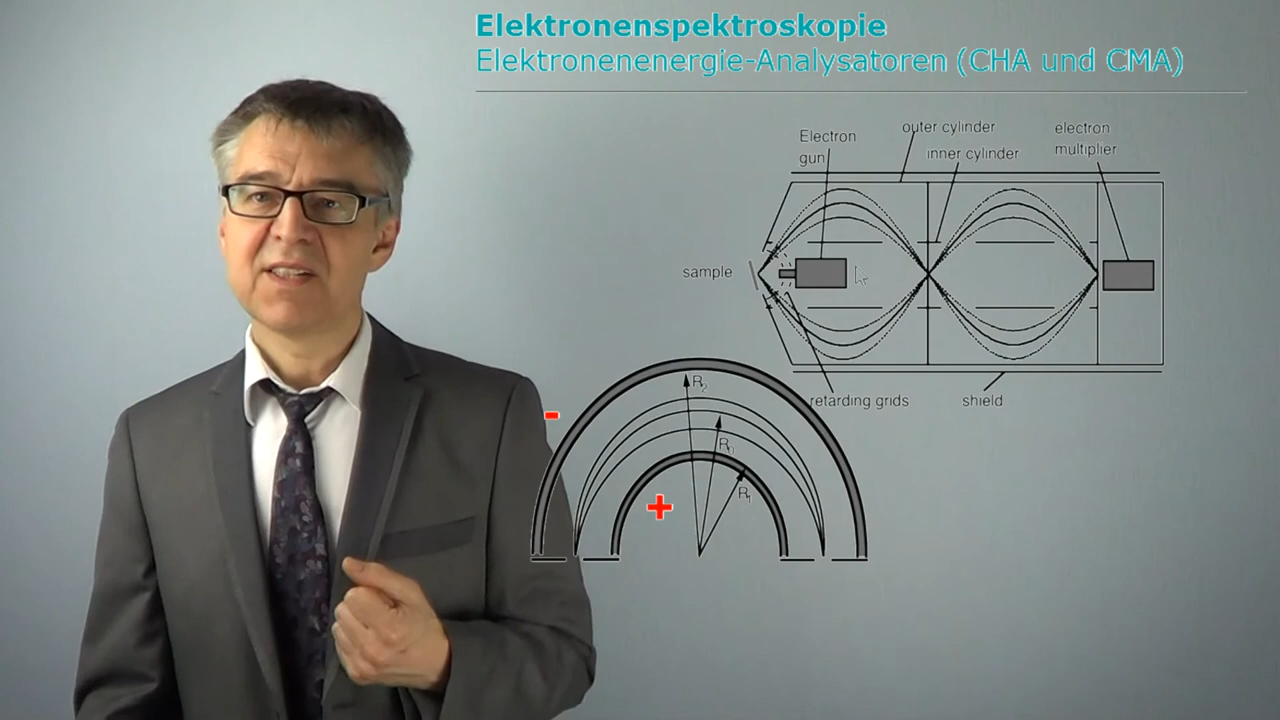 Elektronenspektroskopie
Elektronenenergie-Analysatoren (CHA und CMA)
Electron
gun
outer cylinder
inner cylinder
electron
multiplier
sample
retarding grids
shield
-
R2
R0
R1
+